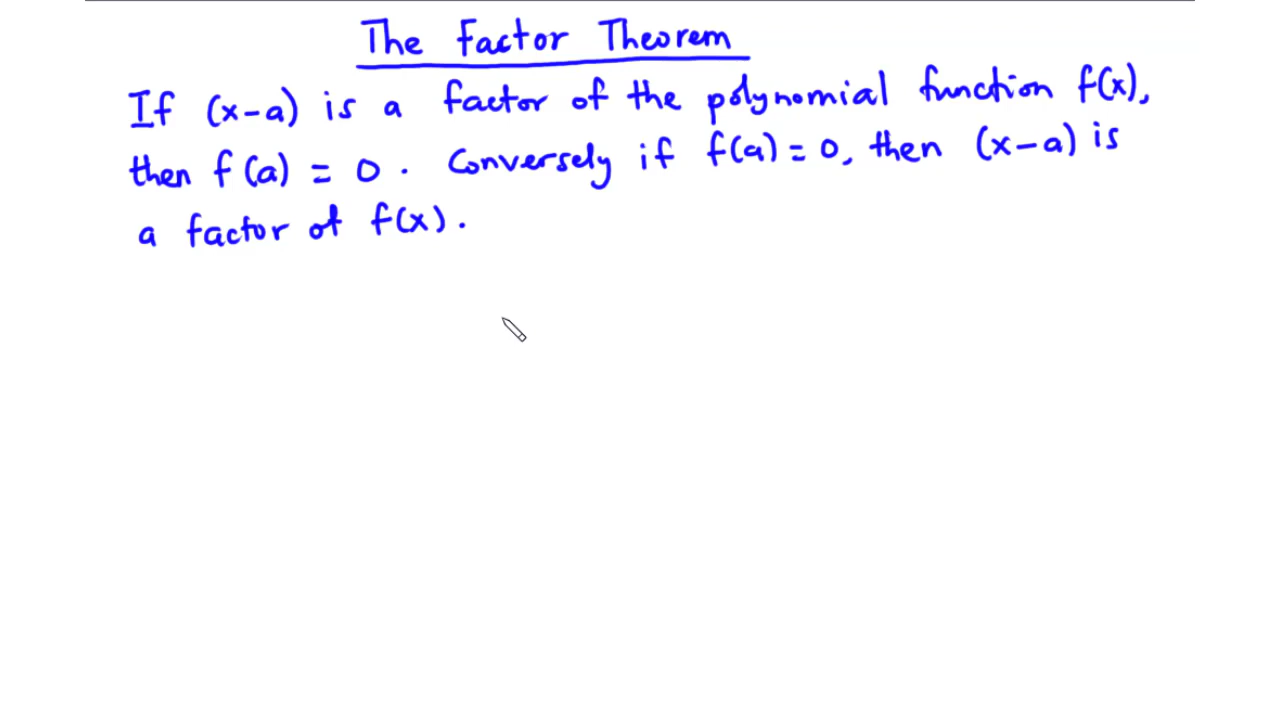 The Factor Theorem
If (x-a) is a factor of the polynomial function f(x),
then f(a) = 0. Conversely if f(a) = 0, then (x-a) is
a factor of f(x).